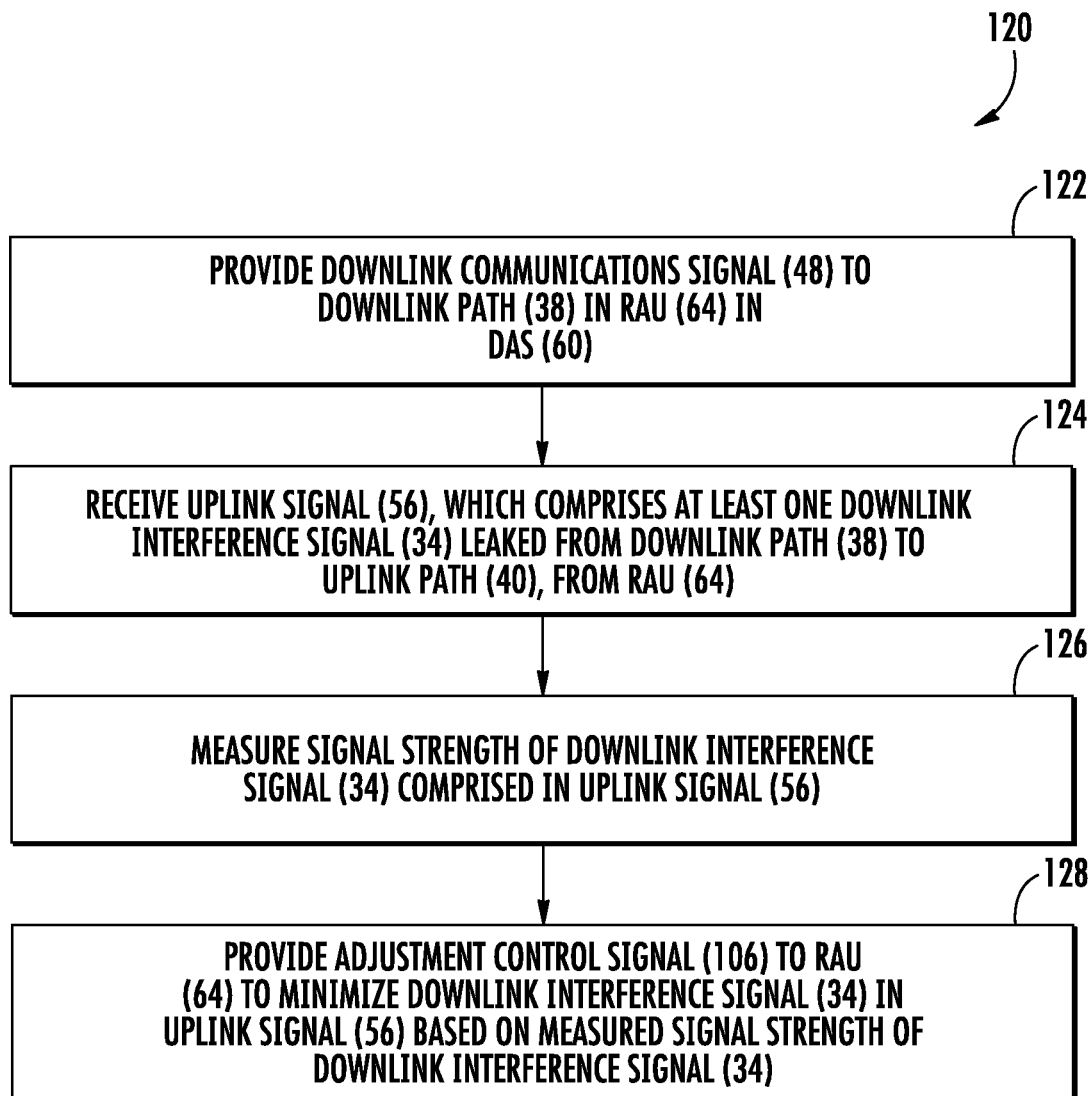 120
122
PROVIDE DOWNLINK COMMUNICATIONS SIGNAL (48) TO
DOWNLINK PATH (38) IN RAU (64) IN
DAS (60)
124
RECEIVE UPLINK SIGNAL (56), WHICH COMPRISES AT LEAST ONE DOWNLINK
INTERFERENCE SIGNAL (34) LEAKED FROM DOWNLINK PATH (38) TO
UPLINK PATH (40), FROM RAU (64)
126
MEASURE SIGNAL STRENGTH OF DOWNLINK INTERFERENCE
SIGNAL (34) COMPRISED IN UPLINK SIGNAL (56)
128
PROVIDE ADJUSTMENT CONTROL SIGNAL (106) TO RAU
(64) TO MINIMIZE DOWNLINK INTERFERENCE SIGNAL (34) IN
UPLINK SIGNAL (56) BASED ON MEASURED SIGNAL STRENGTH OF
DOWNLINK INTERFERENCE SIGNAL (34)